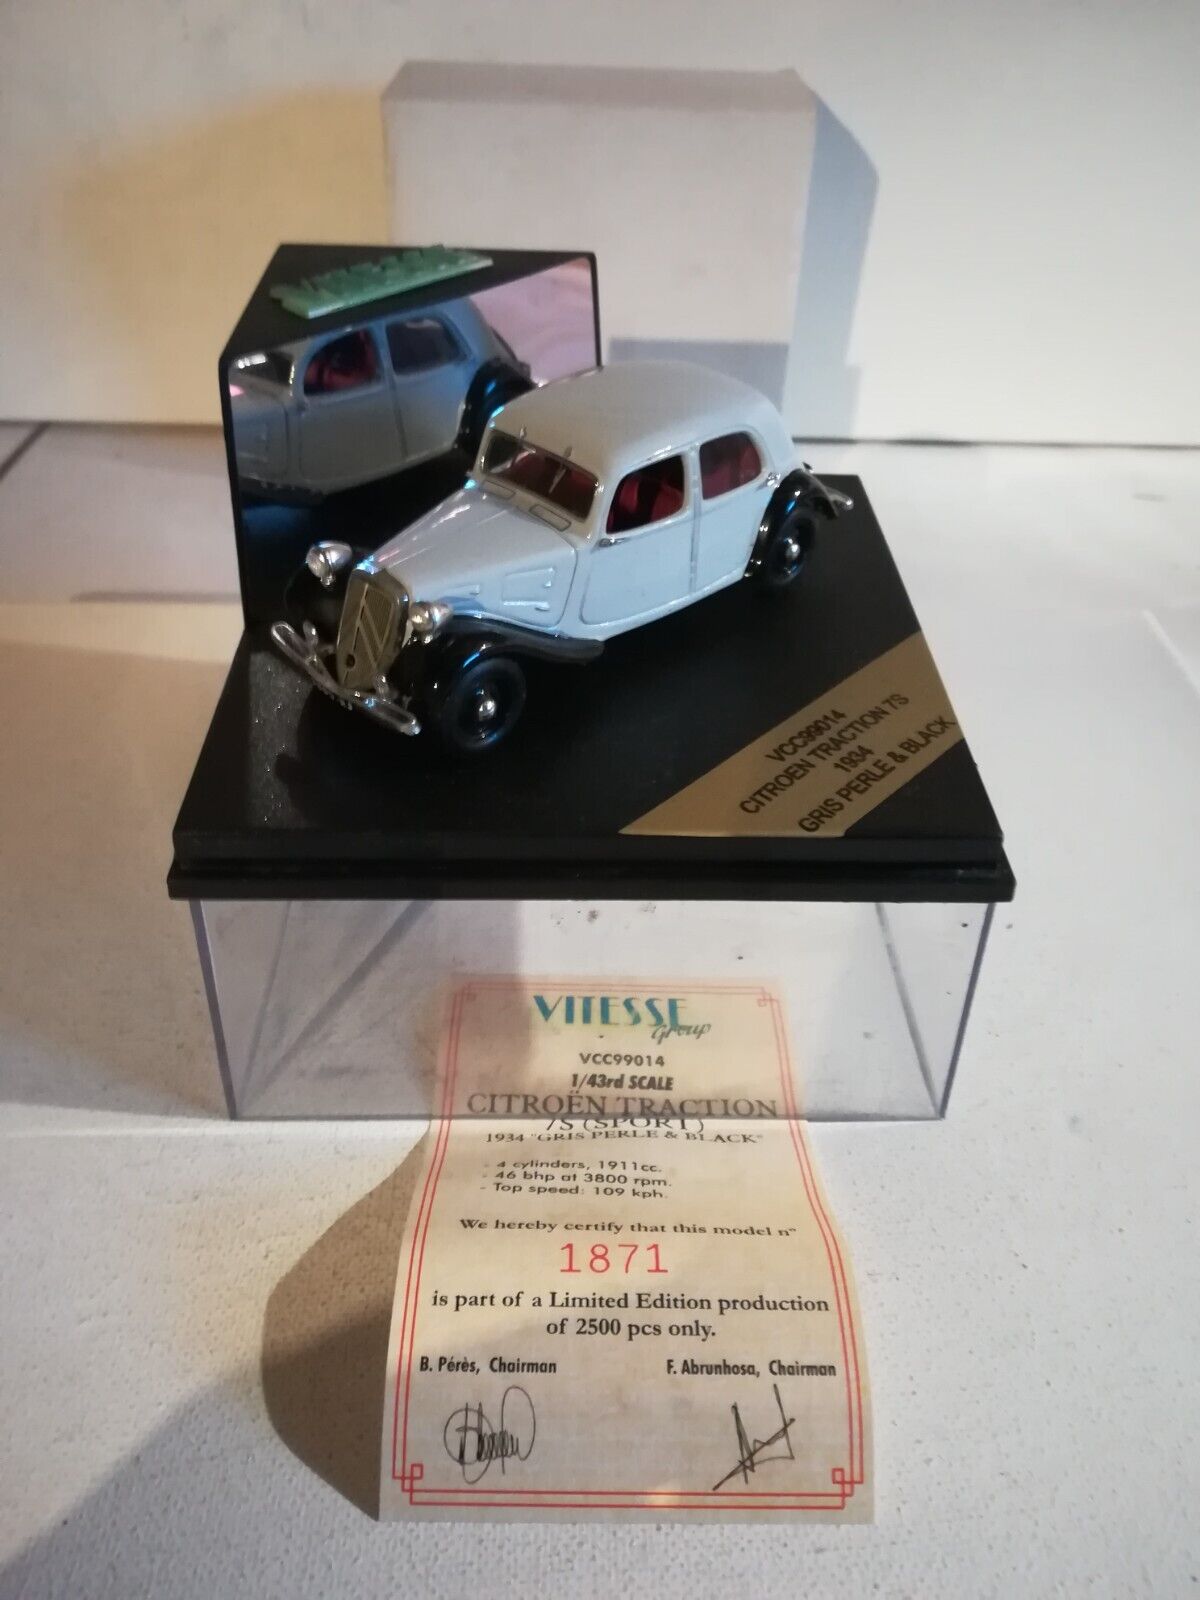 VCC99014
CITROEN TRACTION 7S
1934
GRIS PERLE & BLACK
VITESSE
Group
VCC99014
1/43rd SCALE
CITROËN TRACTION
7S (SPORT)
1934 "GRIS PERLE & BLACK"
- 4 cylinders, 1911cc.
- 46 bhp at 3800 rpm.
- Top speed: 109 kph.
We hereby certify that this model n°
1871
is part of a Limited Edition production
of 2500 pcs only.
B. Pérès, Chairman F. Abrunhosa, Chairman